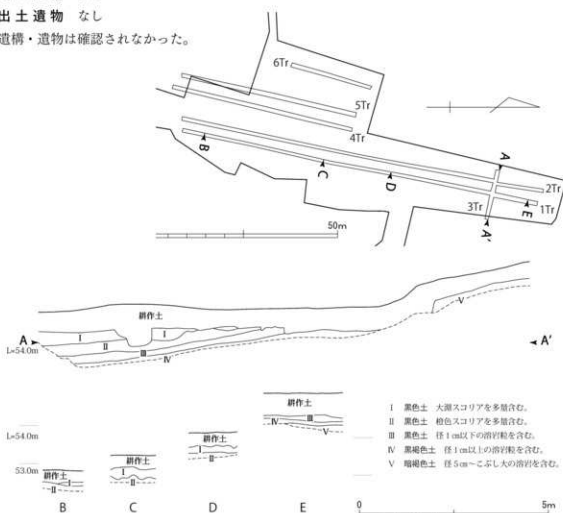 出土遺物 なし
遺構・遺物は確認されなかった。
6Tr
5Tr
4Tr
A
B
C
D
2Tr
E
1Tr
3Tr
A'
50m
耕作土
Ⅴ
Ⅰ
Ⅰ
A
Ⅱ
A'
L=54.0m
Ⅲ
Ⅳ
耕作土
Ⅲ
Ⅳ
Ⅴ
L=54.0m
耕作土
Ⅰ
Ⅱ
耕作土
Ⅰ
Ⅱ
53.0m
耕作土
Ⅰ
Ⅱ
Ⅰ 黒色土 大淵スコリアを多量含む。
Ⅱ 黒色土 橙色スコリアを多量含む。
Ⅲ 黒色土 径1㎝以下の溶岩粒を含む。
Ⅳ 黒褐色土 径1㎝以上の溶岩粒を含む。
Ⅴ 暗褐色土 径5㎝~こぶし大の溶岩を含む。
B C D E
0 5m